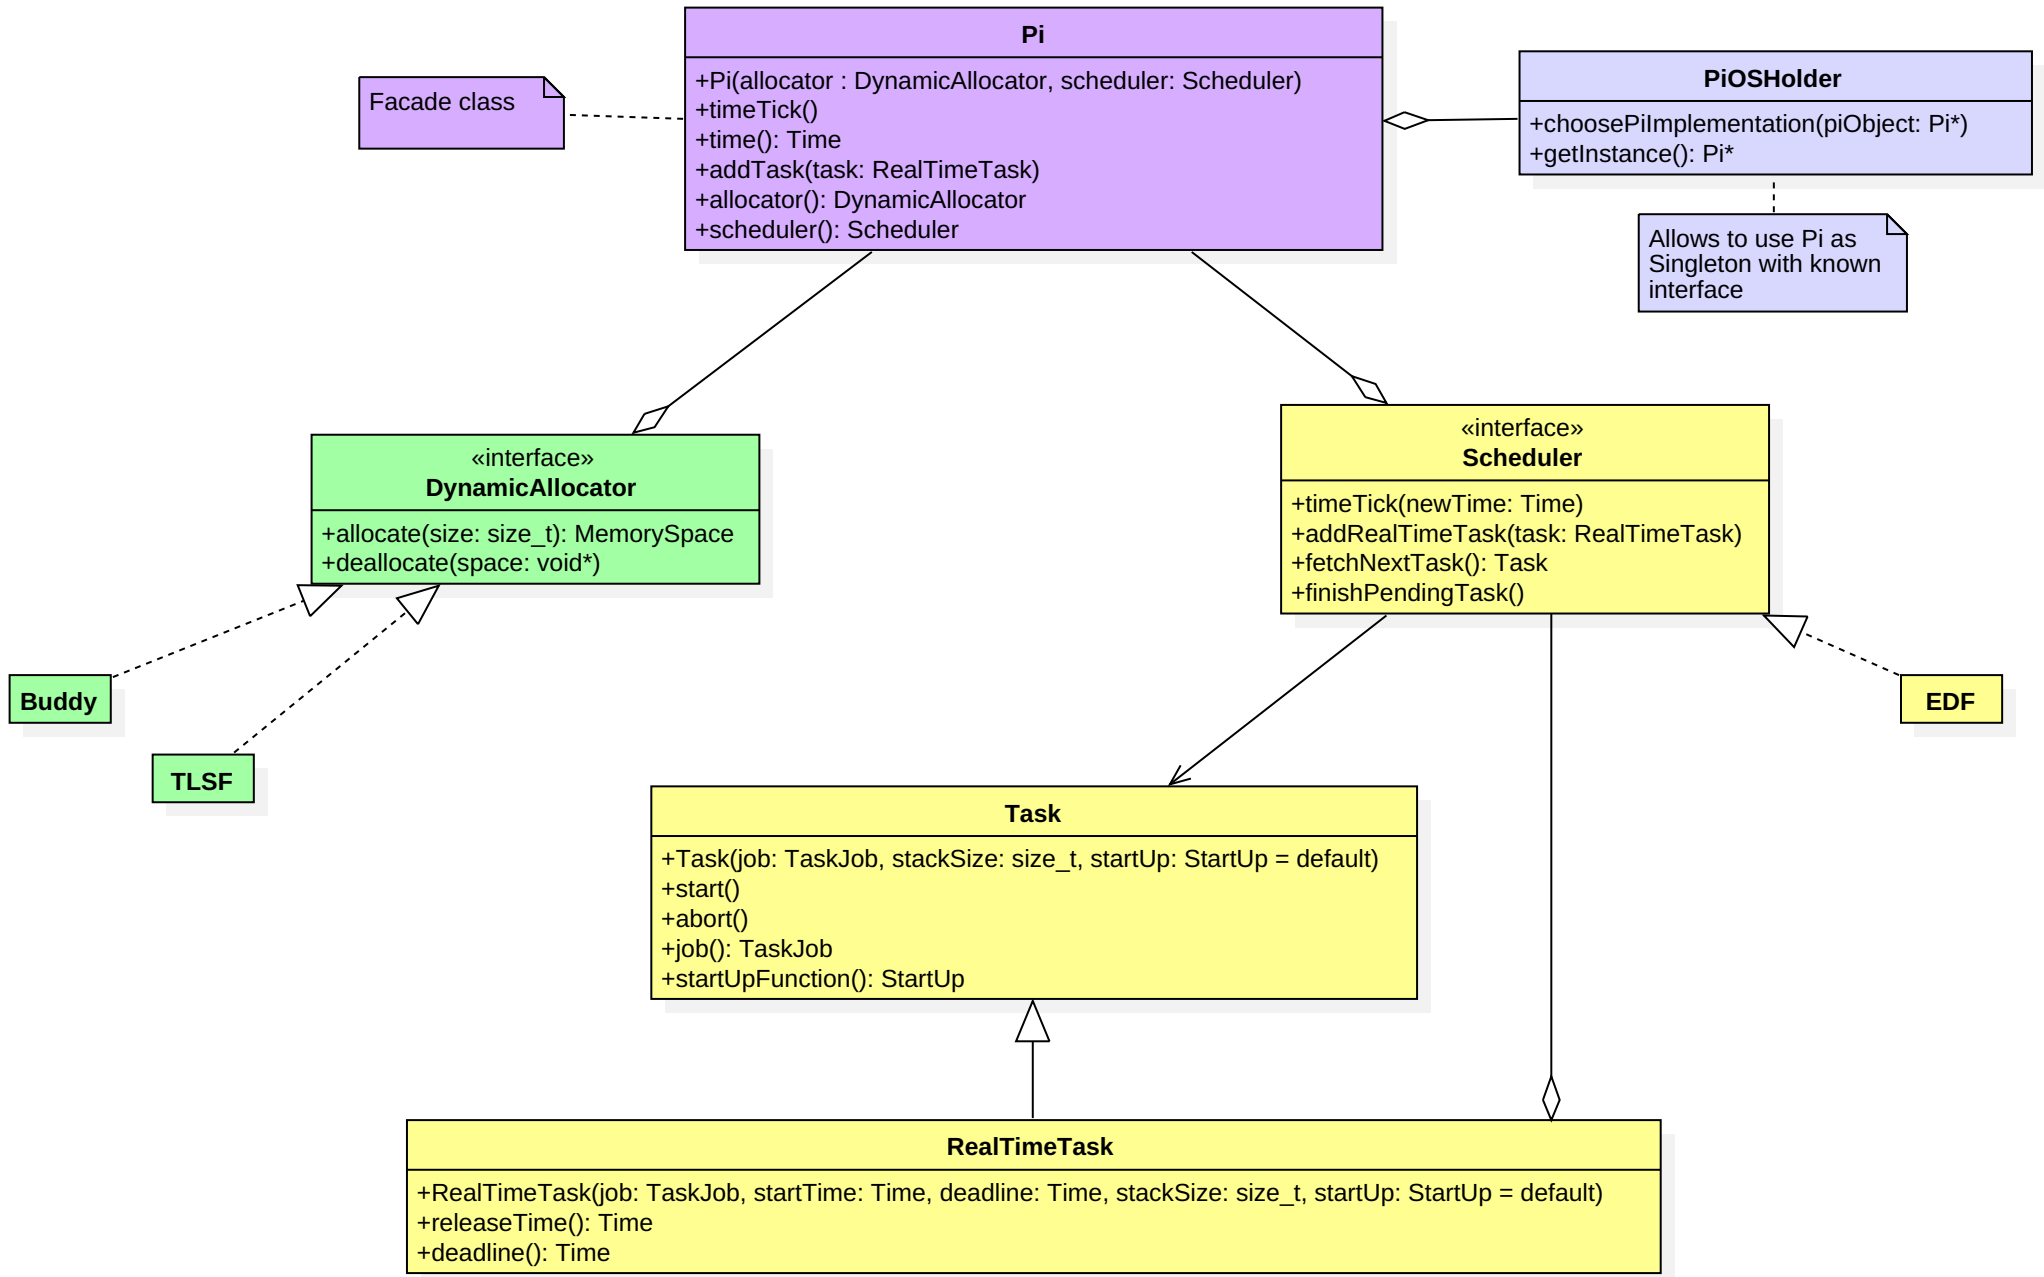 Pi
+Pi(allocator : DynamicAllocator, scheduler: Scheduler)
+timeTick()
+time(): Time
+addTask(task: RealTimeTask)
+allocator(): DynamicAllocator
+scheduler(): Scheduler
Facade class
PiOSHolder
+choosePiImplementation(piObject: Pi*)
+getInstance(): Pi*
Allows to use Pi as
Singleton with known
interface
«interface»
DynamicAllocator
+allocate(size: size_t): MemorySpace
+deallocate(space: void*)
«interface»
Scheduler
+timeTick(newTime: Time)
+addRealTimeTask(task: RealTimeTask)
+fetchNextTask(): Task
+finishPendingTask()
Buddy
TLSF
EDF
Task
+Task(job: TaskJob, stackSize: size_t, startUp: StartUp = default)
+start()
+abort()
+job(): TaskJob
+startUpFunction(): StartUp
RealTimeTask
+RealTimeTask(job: TaskJob, startTime: Time, deadline: Time, stackSize: size_t, startUp: StartUp = default)
+releaseTime(): Time
+deadline(): Time